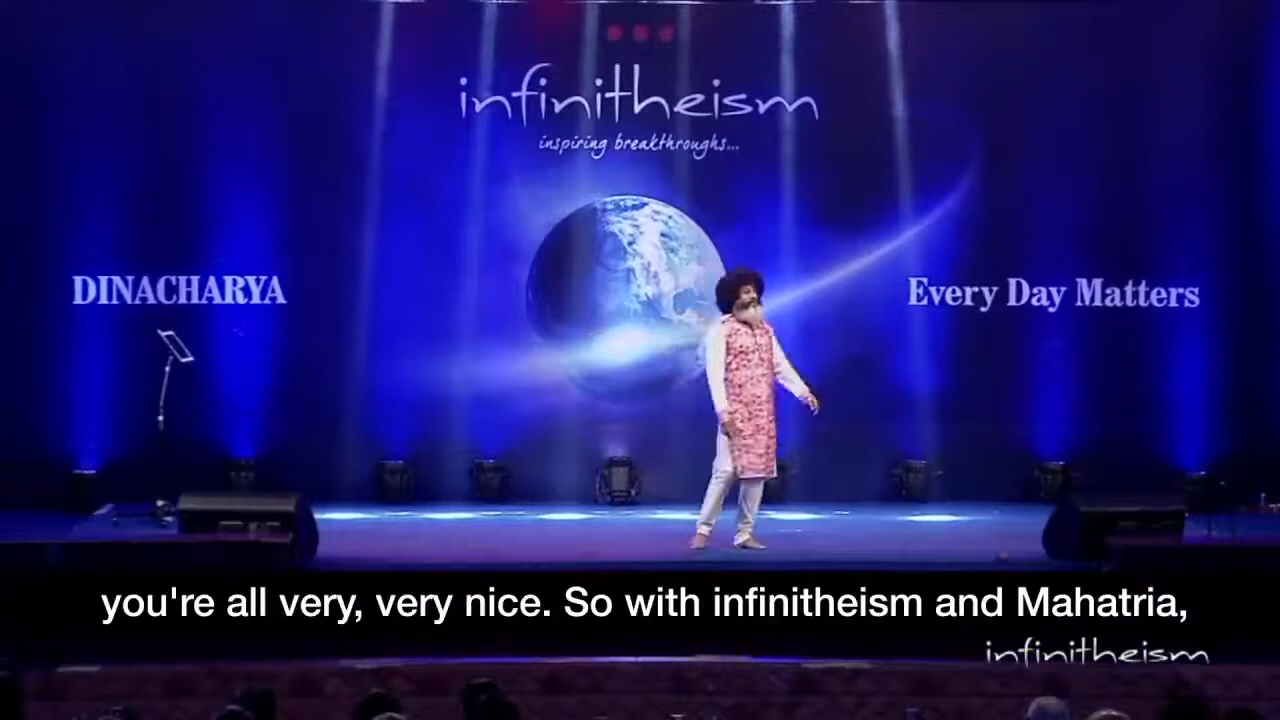 infinitheism
inspiring breakthroughs...
DINACHARYA
Every Day Matters
you're all very, very nice. So with infinitheism and Mahatria,
infinitheism